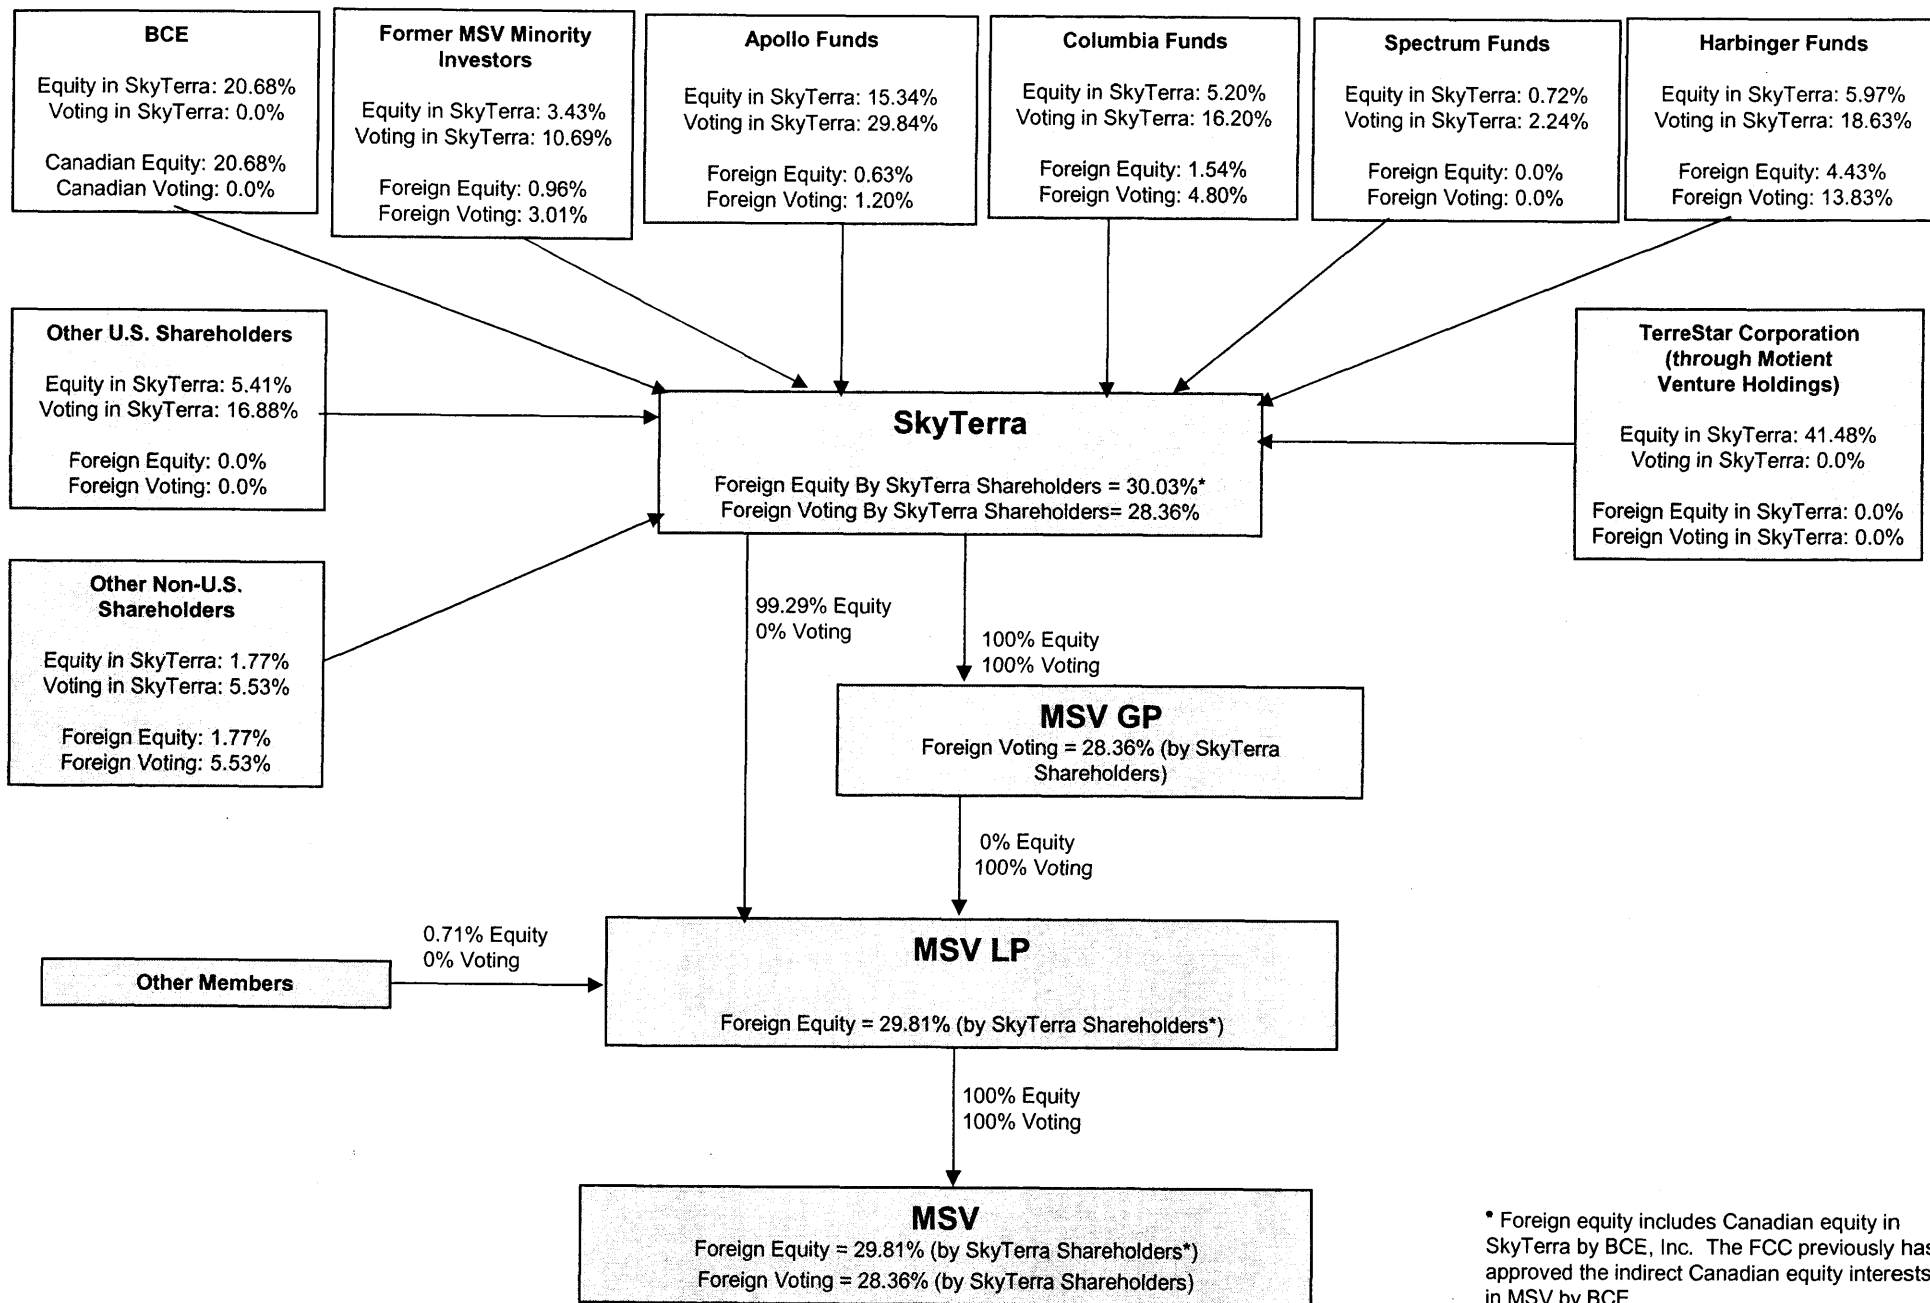 BCE
Equity in SkyTerra: 20.68%
Voting in SkyTerra: 0.0%
Canadian Equity: 20.68%
Canadian Voting: 0.0%
Former MSV Minority
Investors
Equity in SkyTerra: 3.43%
Voting in SkyTerra: 10.69%
Foreign Equity: 0.96%
Foreign Voting: 3.01%
Apollo Funds
Equity in SkyTerra: 15.34%
Voting in SkyTerra: 29.84%
Foreign Equity: 0.63%
Foreign Voting: 1.20%
Columbia Funds
Equity in SkyTerra: 5.20%
Voting in SkyTerra: 16.20%
Foreign Equity: 1.54%
Foreign Voting: 4.80%
Spectrum Funds
Equity in SkyTerra: 0.72%
Voting in SkyTerra: 2.24%
Foreign Equity: 0.0%
Foreign Voting: 0.0%
Harbinger Funds
Equity in SkyTerra: 5.97%
Voting in SkyTerra: 18.63%
Foreign Equity: 4.43%
Foreign Voting: 13.83%
Other U.S. Shareholders
Equity in SkyTerra: 5.41%
Voting in SkyTerra: 16.88%
Foreign Equity: 0.0%
Foreign Voting: 0.0%
SkyTerra
Foreign Equity By SkyTerra Shareholders = 30.03%*
Foreign Voting By SkyTerra Shareholders= 28.36%
TerreStar Corporation
(through Motient
Venture Holdings)
Equity in SkyTerra: 41.48%
Voting in SkyTerra: 0.0%
Foreign Equity in SkyTerra: 0.0%
Foreign Voting in SkyTerra: 0.0%
Other Non-U.S.
Shareholders
Equity in SkyTerra: 1.77%
Voting in SkyTerra: 5.53%
Foreign Equity: 1.77%
Foreign Voting: 5.53%
99.29% Equity
0% Voting
100% Equity
100% Voting
MSV GP
Foreign Voting = 28.36% (by SkyTerra
Shareholders)
0% Equity
100% Voting
0.71% Equity
0% Voting
Other Members
MSV LP
Foreign Equity = 29.81% (by SkyTerra Shareholders*)
100% Equity
100% Voting
MSV
Foreign Equity = 29.81% (by SkyTerra Shareholders*)
Foreign Voting = 28.36% (by SkyTerra Shareholders)
* Foreign equity includes Canadian equity in
SkyTerra by BCE, Inc. The FCC previously has
approved the indirect Canadian equity interests
in MSV by BCE